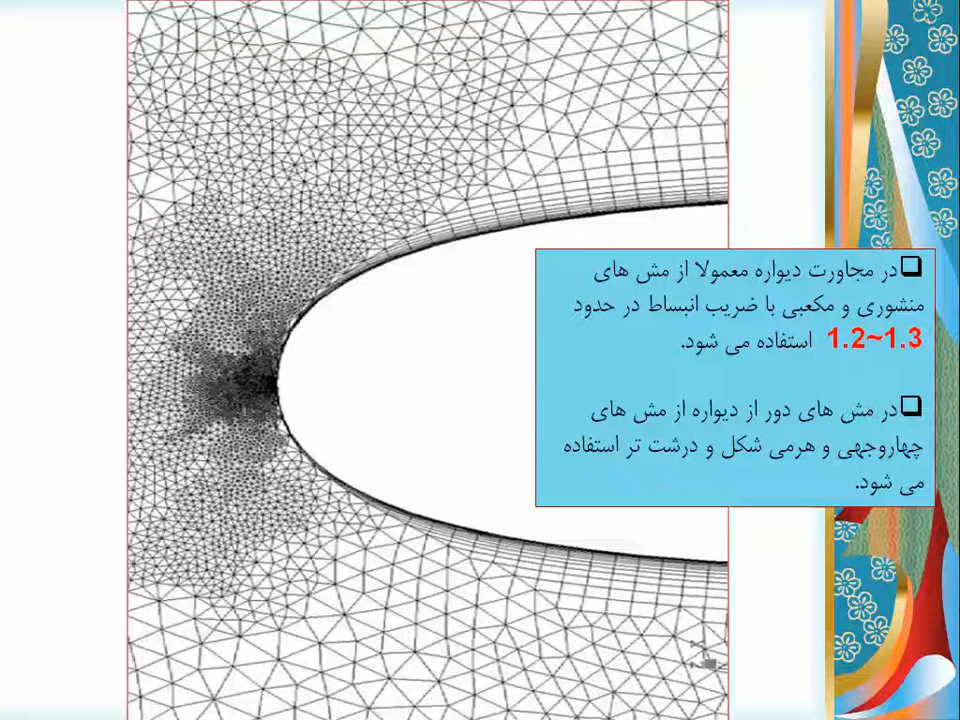 ❑در مجاورت دیواره معمولا از مش های
منشوری و مکعبی با ضریب انبساط در حدود
1.2~1.3 استفاده می شود.
❑در مش های دور از دیواره از مش های
چهاروجهی و هرمی شکل و درشت تر استفاده
می شود.